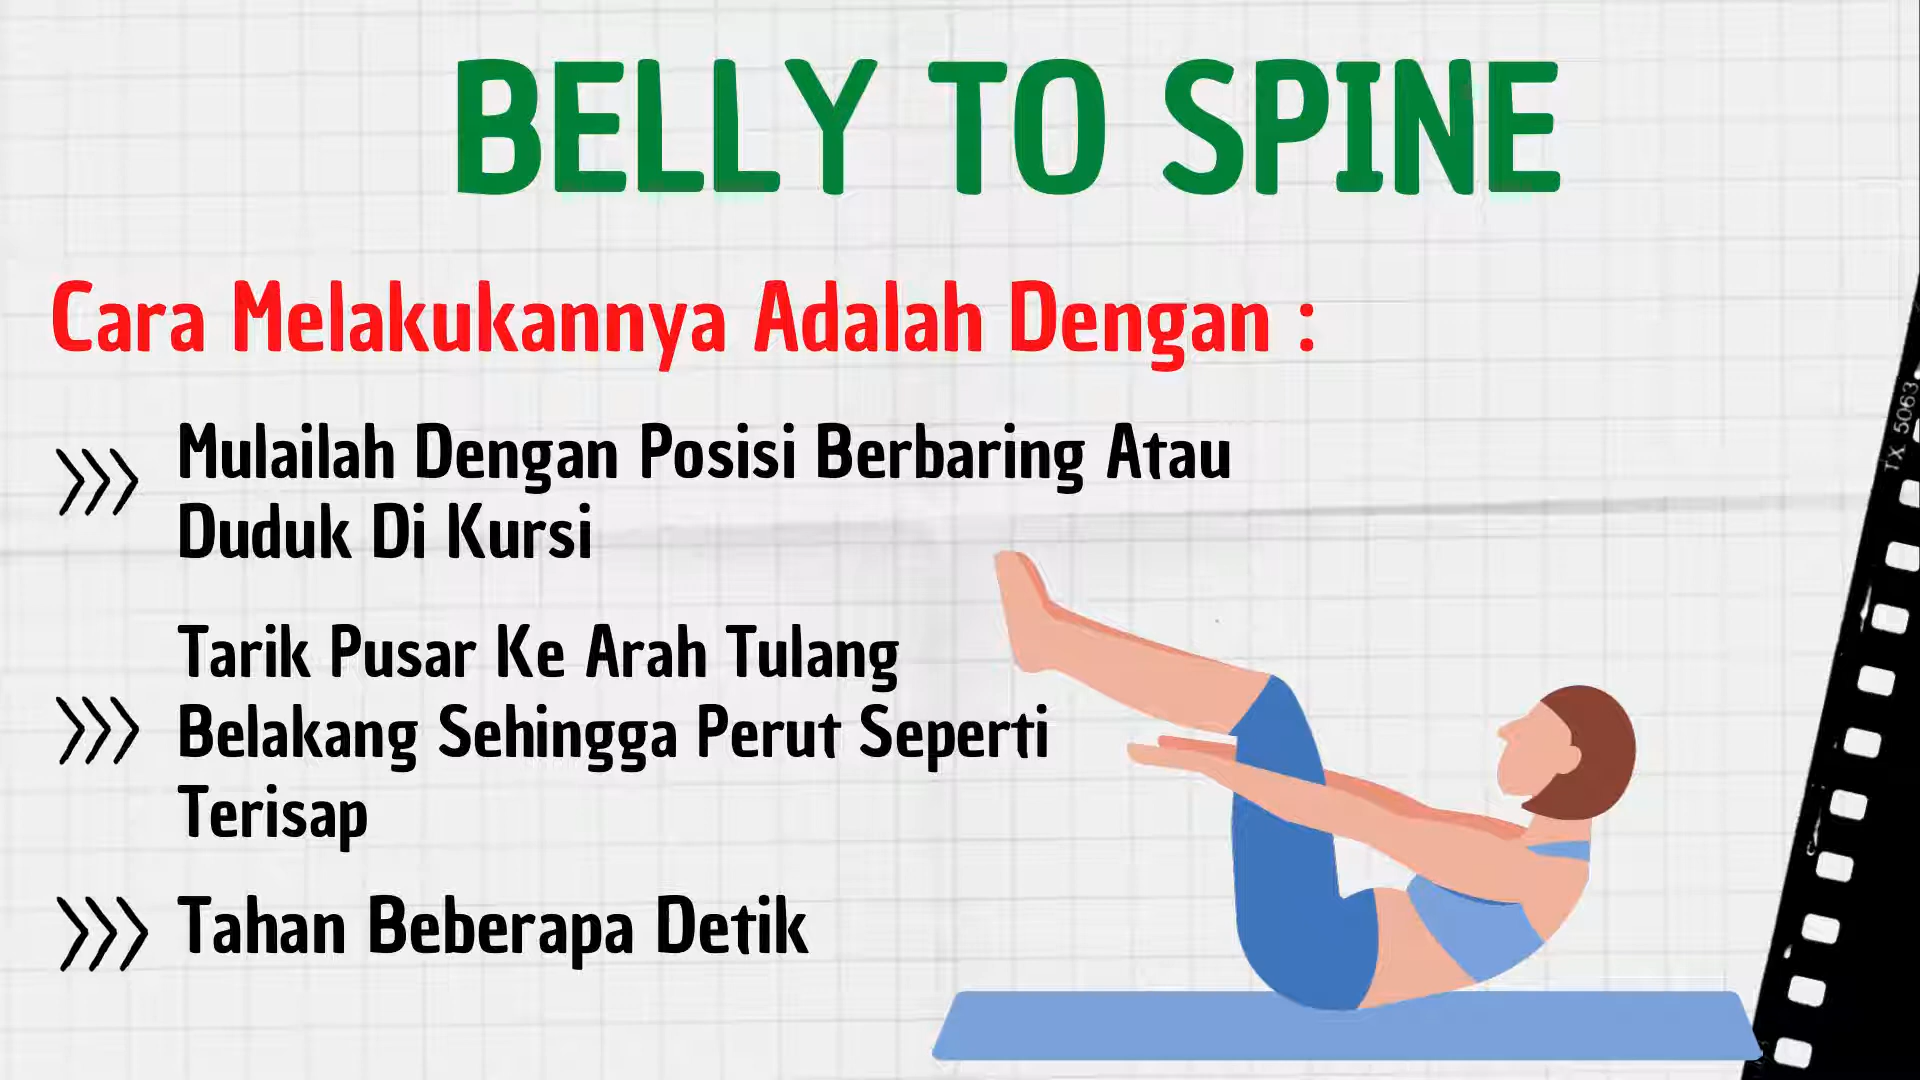 BELLY TO SPINE
Cara Melakukannya Adalah Dengan :
Mulailah Dengan Posisi Berbaring Atau
Duduk Di Kursi
Tarik Pusar Ke Arah Tulang
Belakang Sehingga Perut Seperti
Terisap
Tahan Beberapa Detik
TX 5063